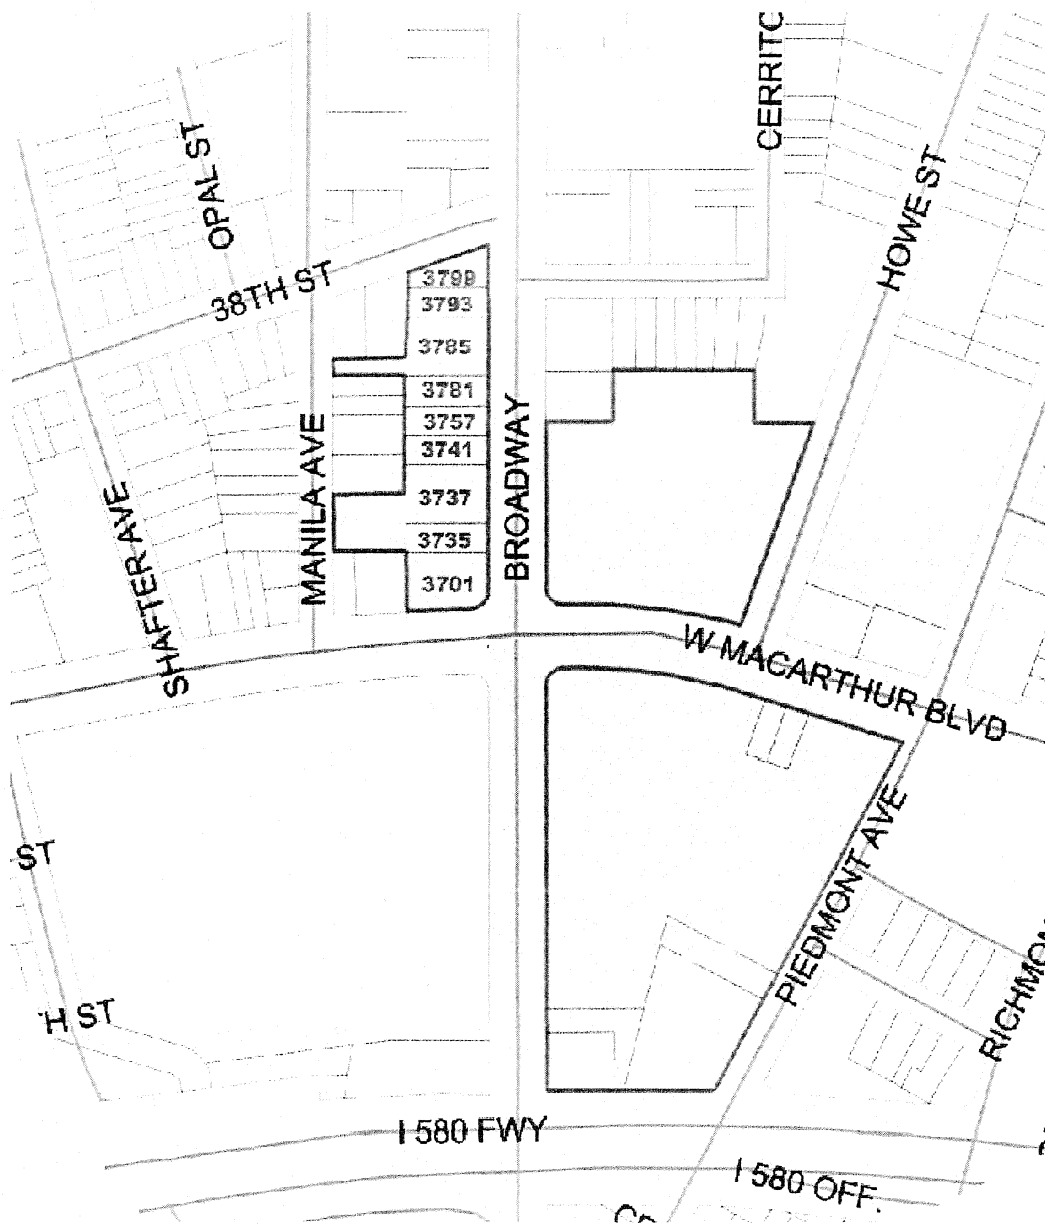 CERRITO
OPAL ST
HOWE ST
38TH ST
3799
3793
3785
3781
3757
3741
3737
3735
3701
MANILA AVE
BROADWAY
SHAFTER AVE
W MACARTHUR BLVD
ST
PIEDMONT AVE
H ST
RICHMON
I 580 FWY
I 580 OFF.